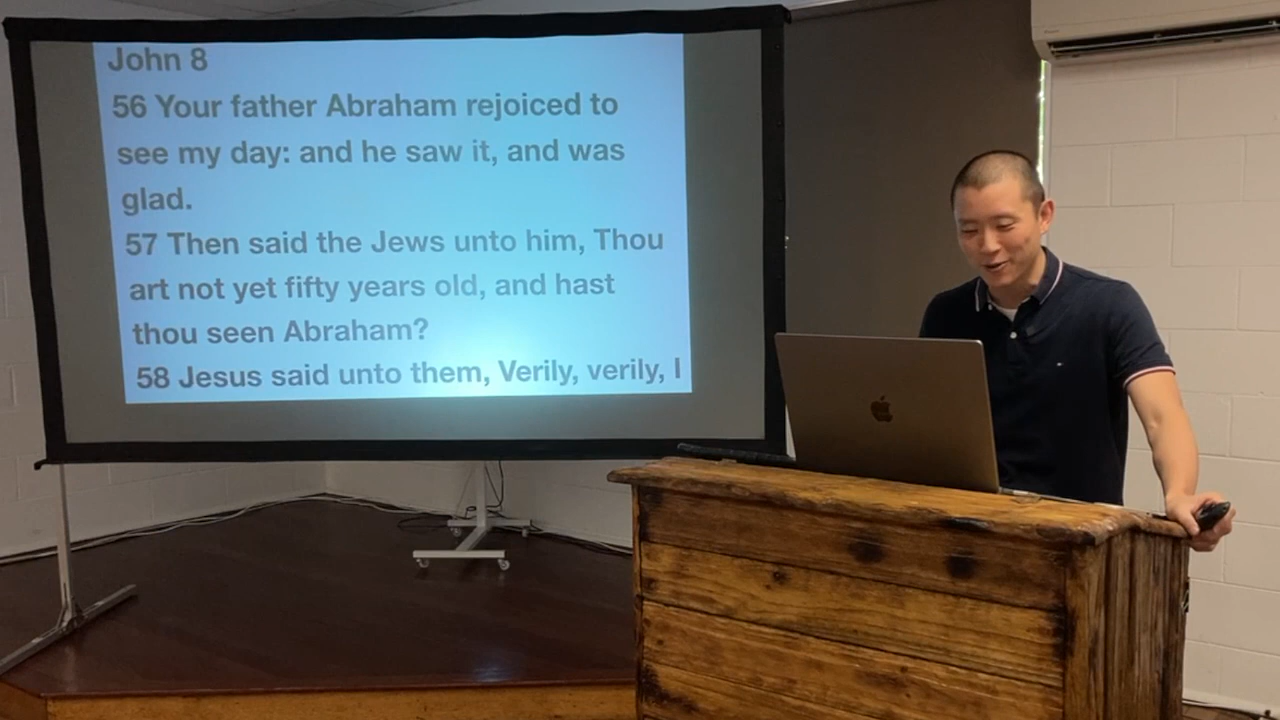 John 8
56 Your father Abraham rejoiced to
see my day: and he saw it, and was
glad.
57 Then said the Jews unto him, Thou
art not yet fifty years old, and hast
thou seen Abraham?
58 Jesus said unto them, Verily, verily, I